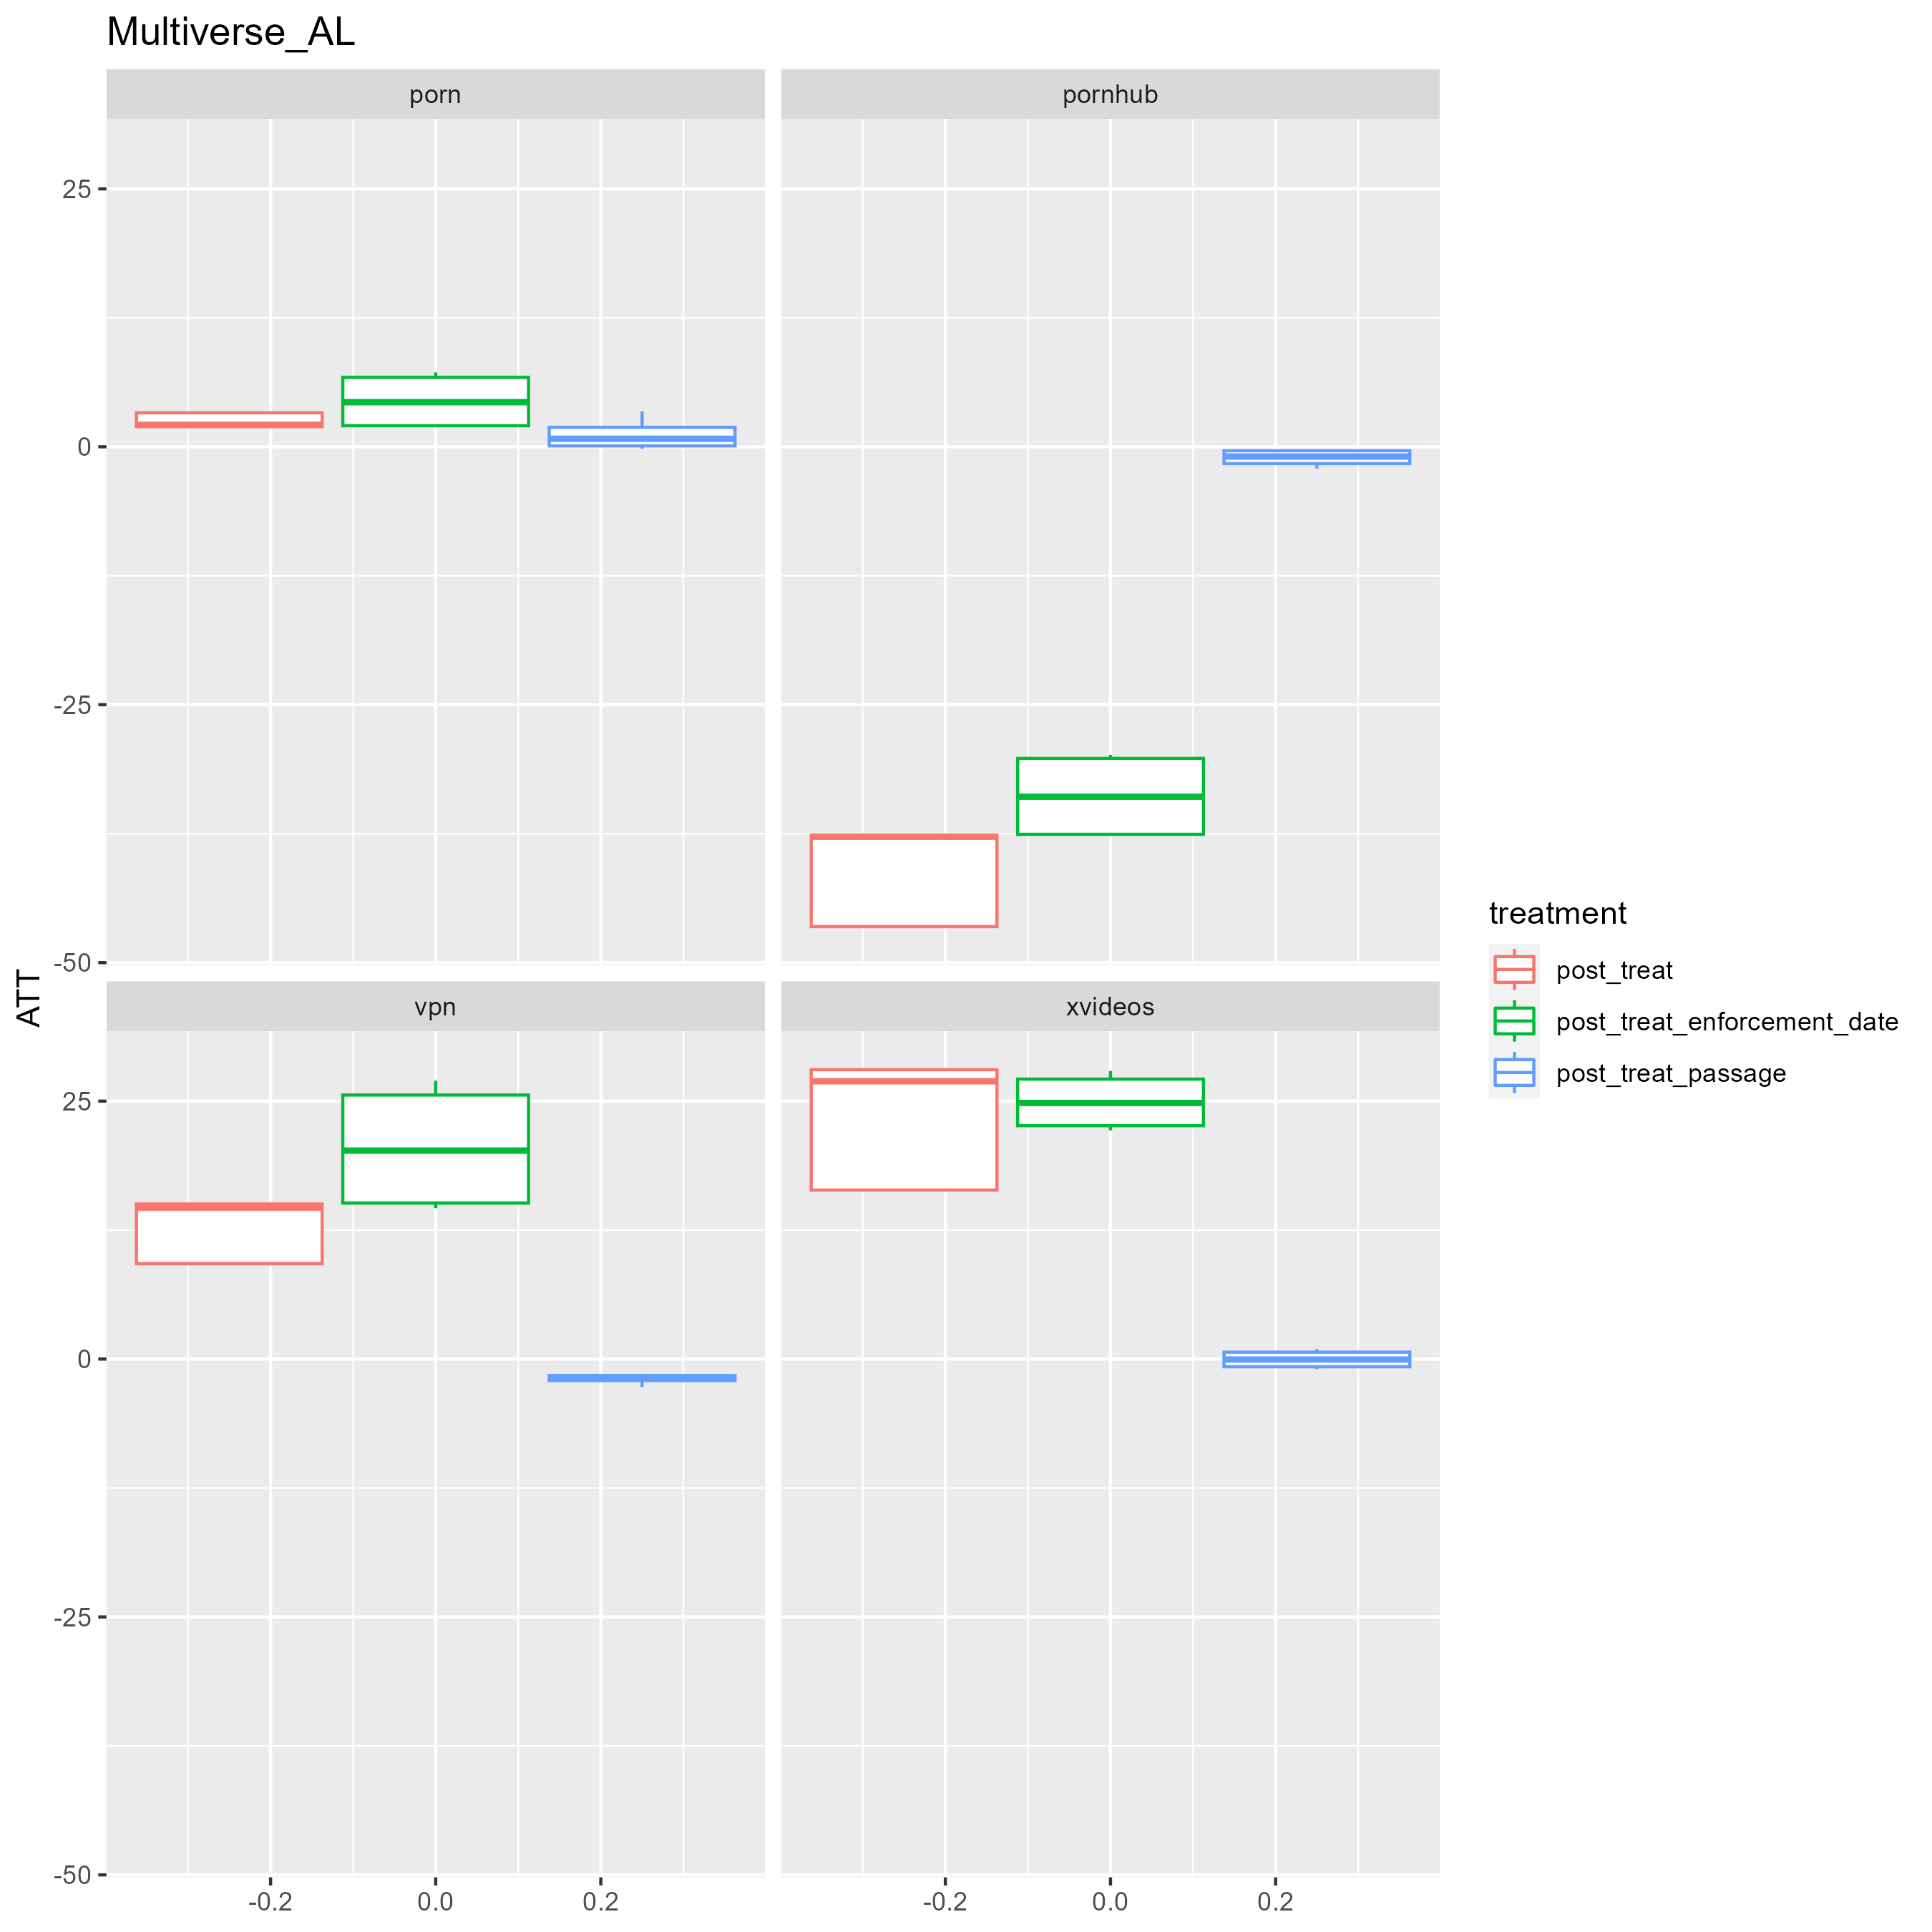 Multiverse_AL
porn
pornhub
25
0
-25
-50
vpn
xvideos
25
0
-25
-50
-0.2
0.0
0.2
-0.2
0.0
0.2
ATT
treatment
post_treat
post_treat_enforcement_date
post_treat_passage